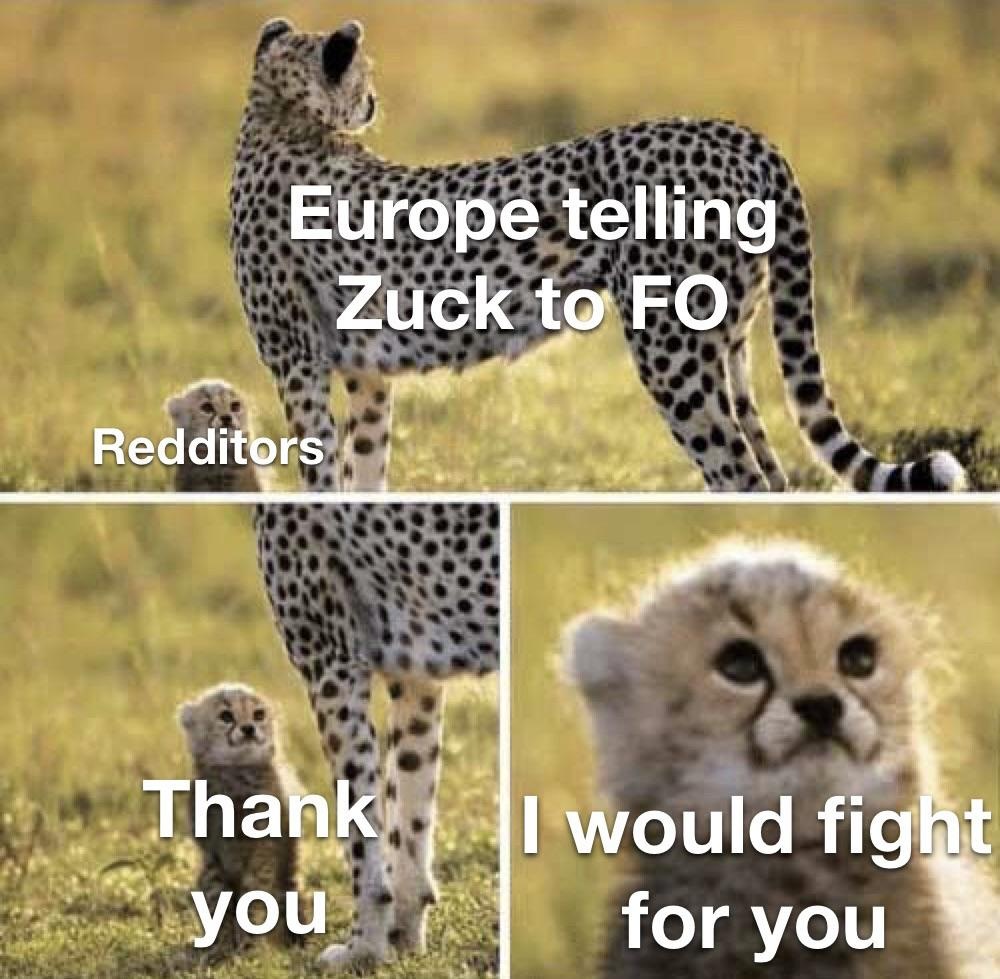 Europe telling
Zuck to FO
Redditors
Thank
you
I would fight
for you